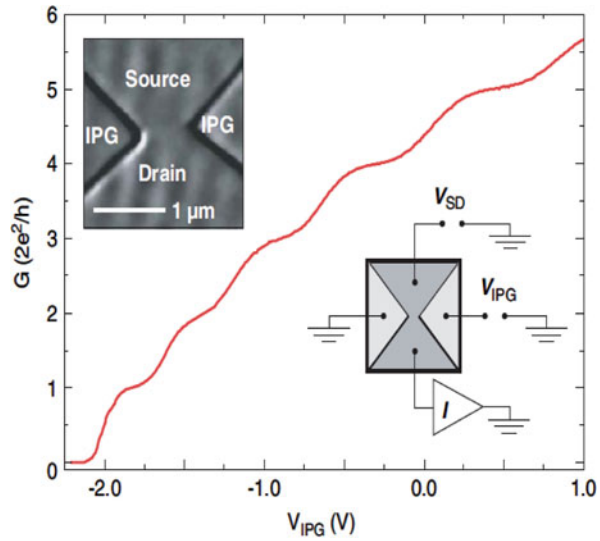 6
5
4
3
2
1
0
G (2e²/h)
-2.0
-1.0
0.0
1.0
V_IPG (V)
Source
IPG
IPG
Drain
1 µm
V_SD
V_IPG
I